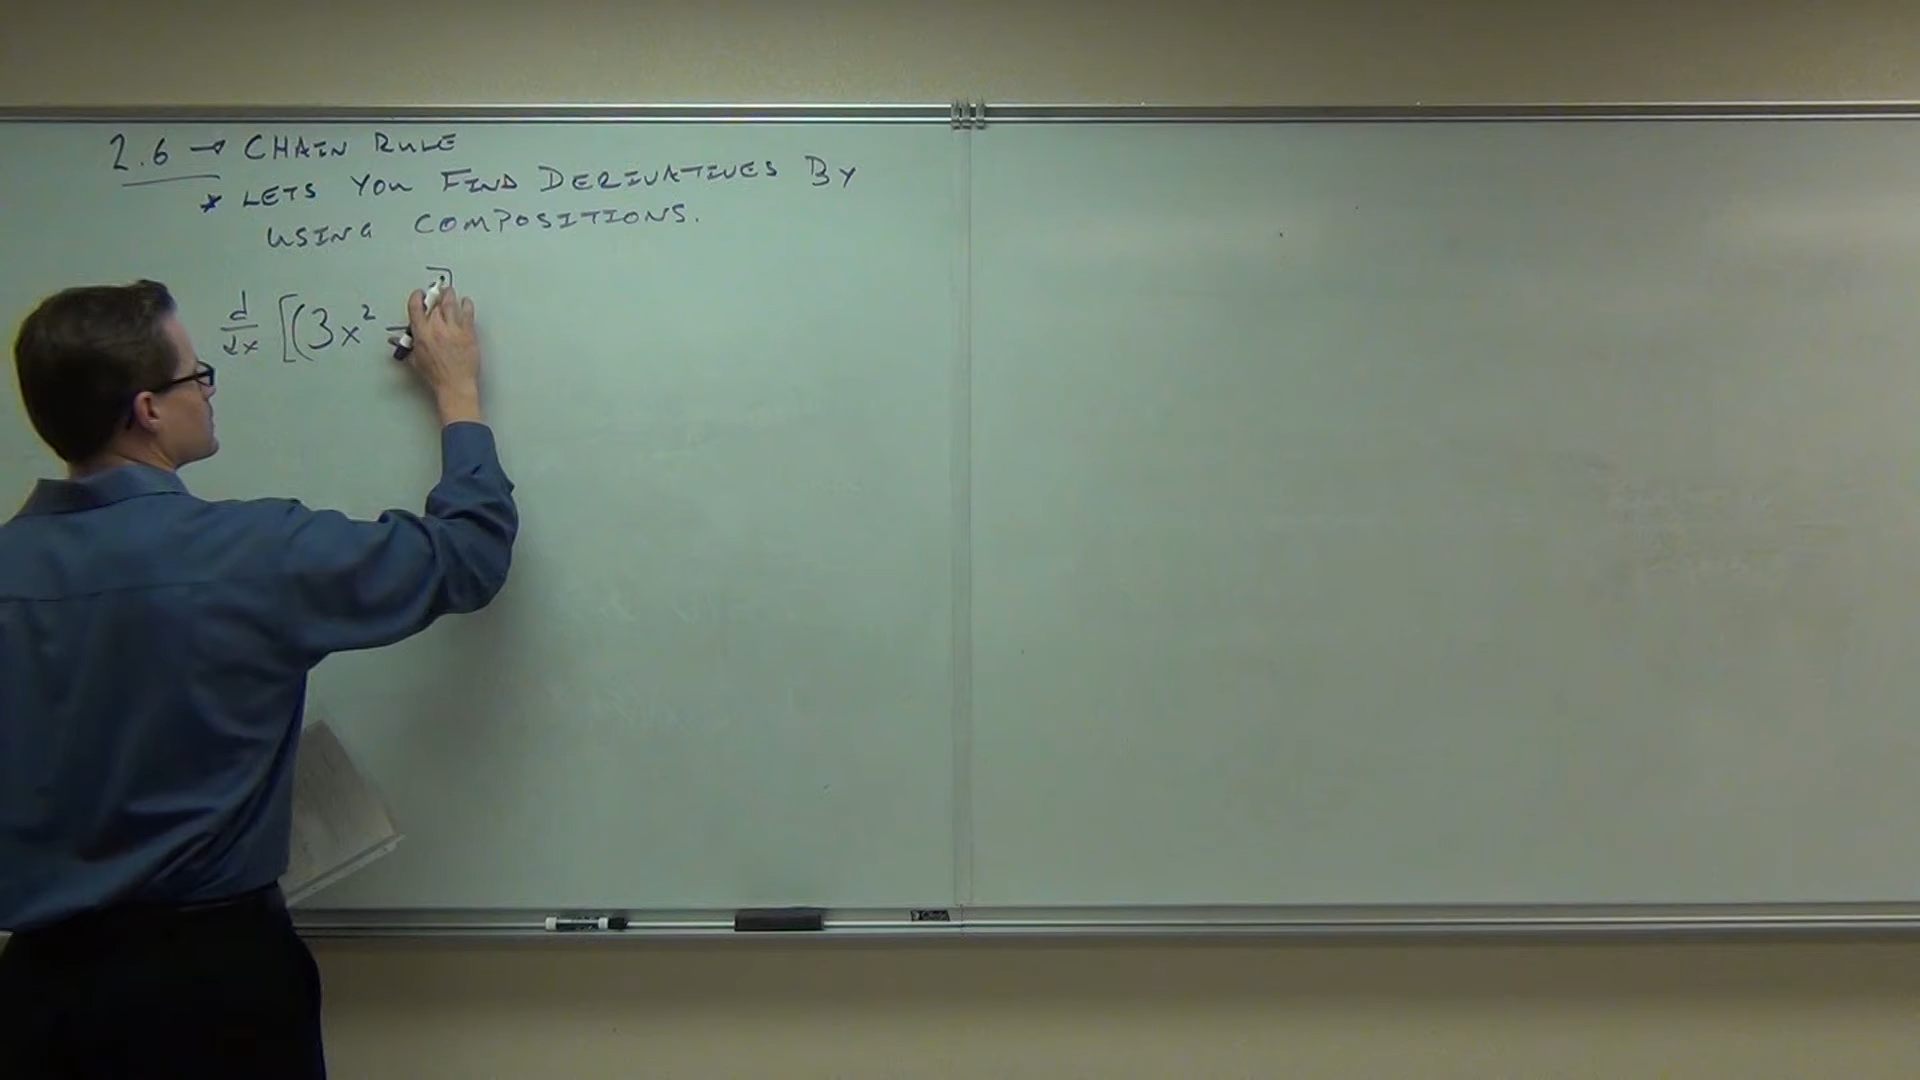 2.6 → CHAIN RULE
* LETS YOU FIND DERIVATIVES BY
USING COMPOSITIONS.
d/dx [(3x² -